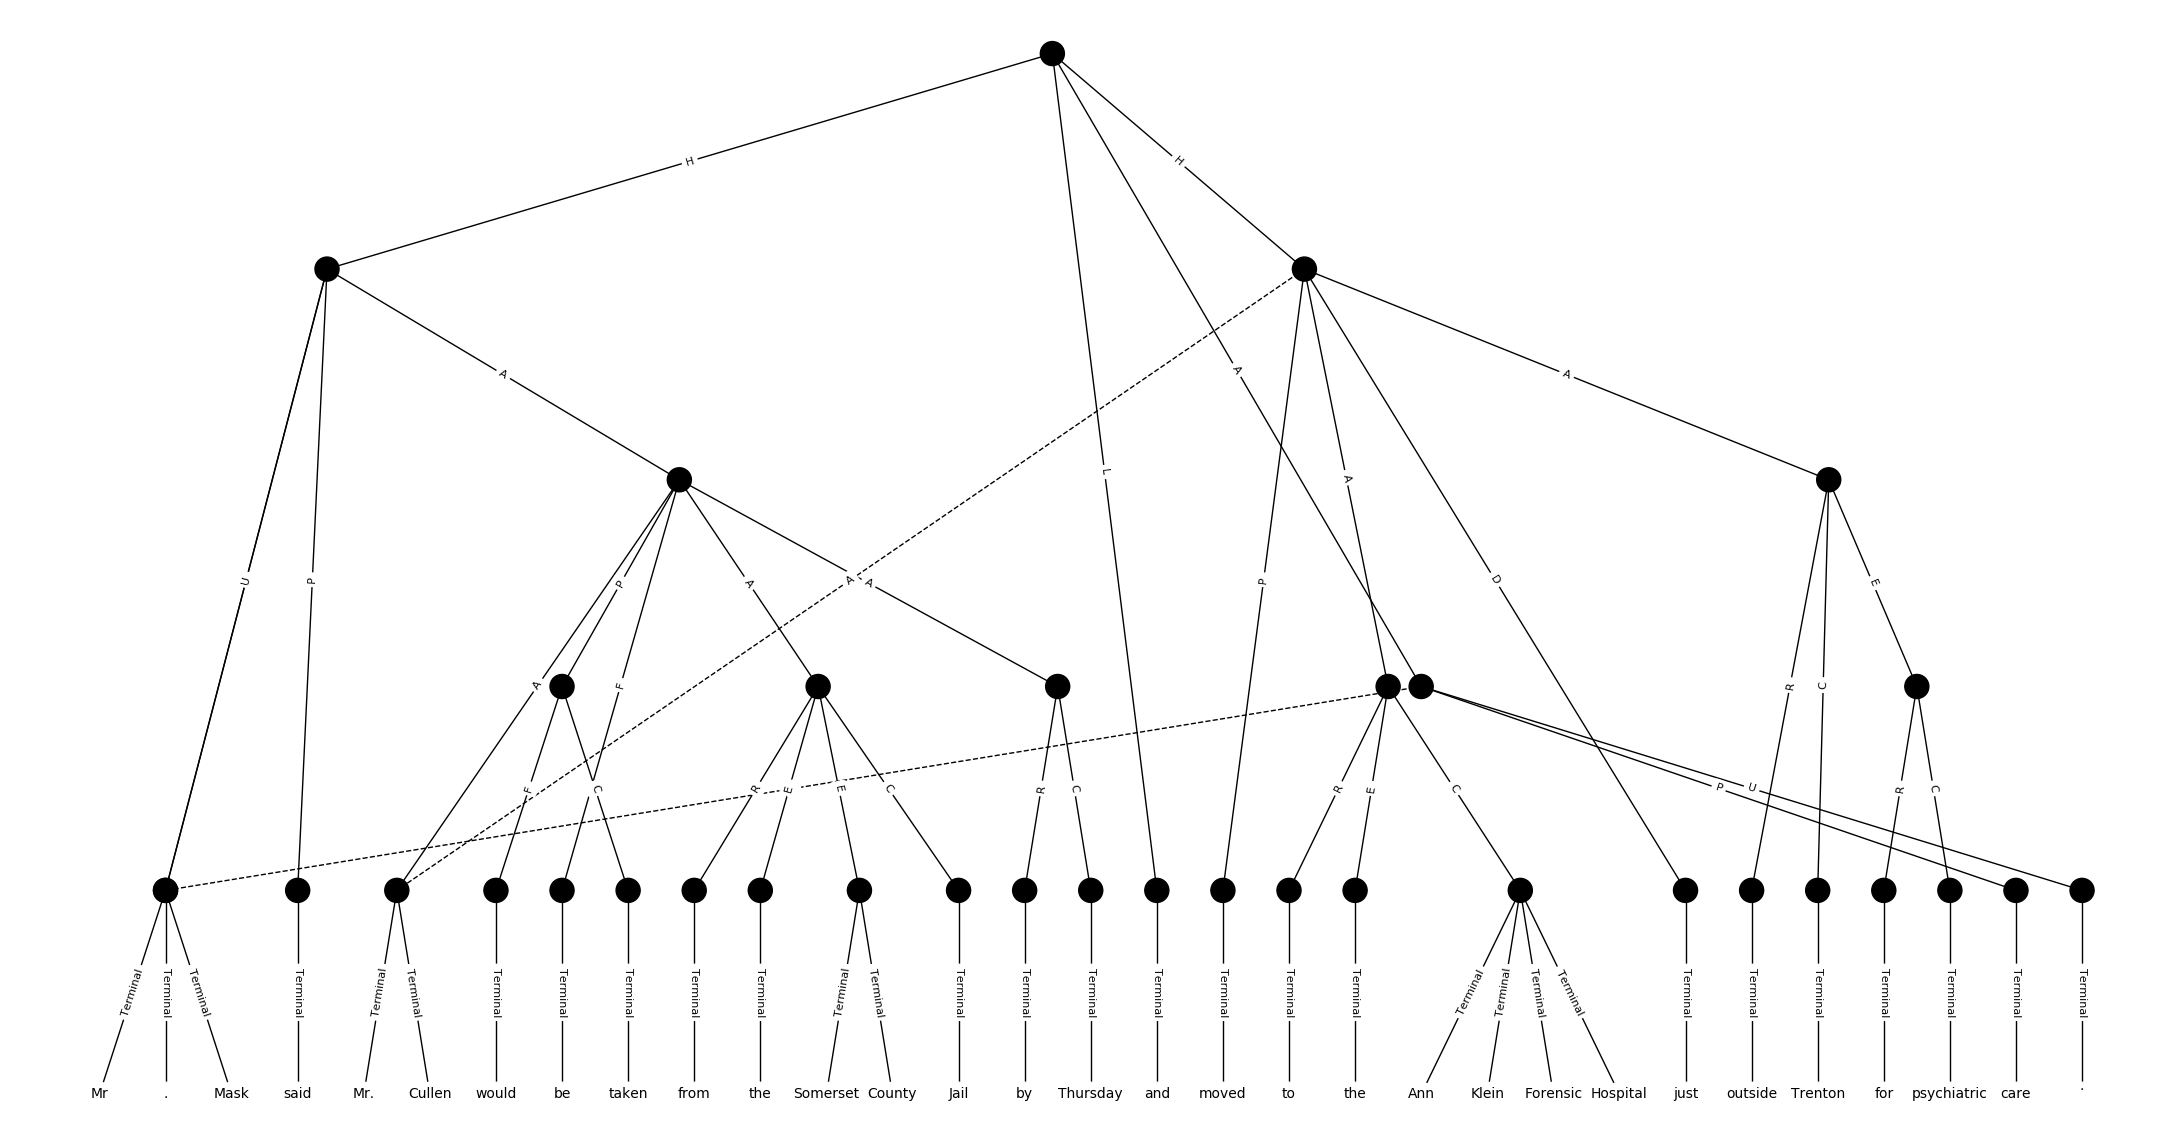 H H
A L A A
A P P A F A A A P A D R C E
F C R E E C R C R E C P U R C
Terminal Terminal Terminal Terminal Terminal Terminal Terminal Terminal Terminal Terminal Terminal Terminal Terminal Terminal Terminal Terminal Terminal Terminal Terminal Terminal Terminal Terminal Terminal Terminal Terminal Terminal Terminal Terminal Terminal Terminal Terminal
Mr . Mask said Mr. Cullen would be taken from the Somerset County Jail by Thursday and moved to the Ann Klein Forensic Hospital just outside Trenton for psychiatric care .